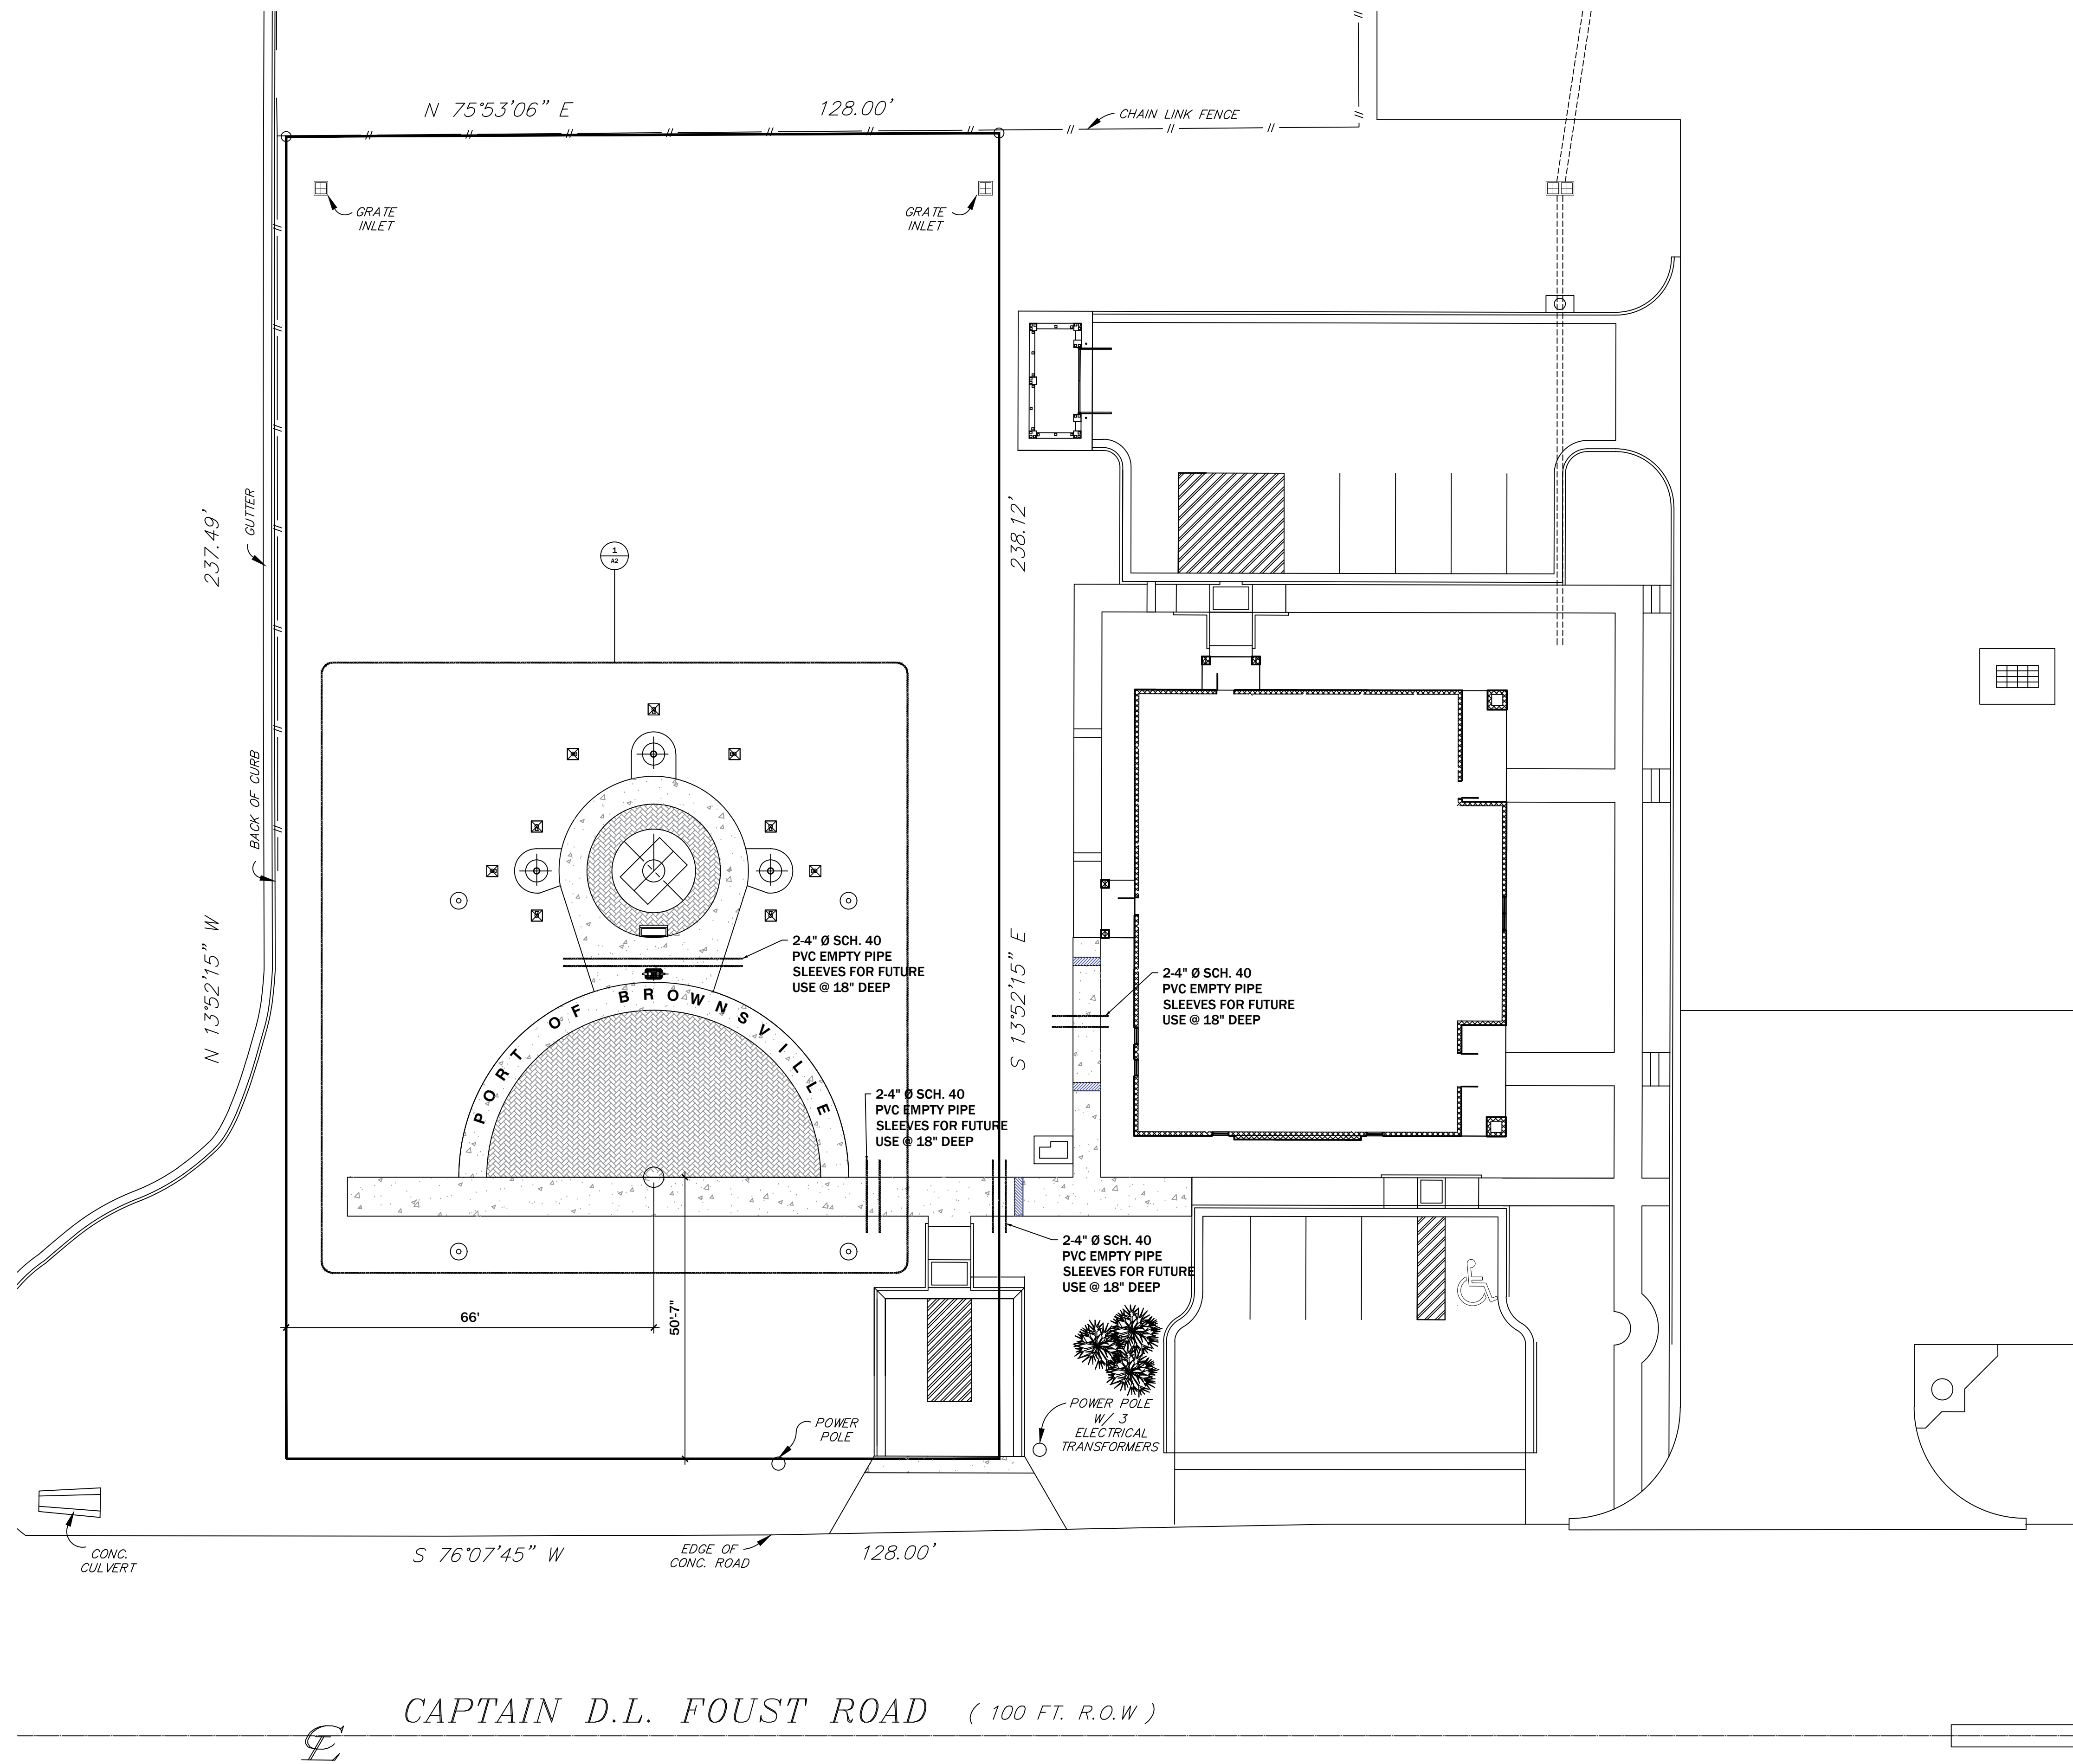 N 75°53'06" E
128.00'
CHAIN LINK FENCE
GRATE
INLET
GRATE
INLET
237.49'
GUTTER
238.12'
1
A2
BACK OF CURB
N 13°52'15" W
S 13°52'15" E
2-4" Ø SCH. 40
PVC EMPTY PIPE
SLEEVES FOR FUTURE
USE @ 18" DEEP
2-4" Ø SCH. 40
PVC EMPTY PIPE
SLEEVES FOR FUTURE
USE @ 18" DEEP
PORT OF BROWNSVILLE
2-4" Ø SCH. 40
PVC EMPTY PIPE
SLEEVES FOR FUTURE
USE @ 18" DEEP
2-4" Ø SCH. 40
PVC EMPTY PIPE
SLEEVES FOR FUTURE
USE @ 18" DEEP
66'
50'-7"
POWER
POLE
POWER POLE
W/ 3
ELECTRICAL
TRANSFORMERS
CONC.
CULVERT
S 76°07'45" W
EDGE OF
CONC. ROAD
128.00'
CAPTAIN D.L. FOUST ROAD ( 100 FT. R.O.W )
CL